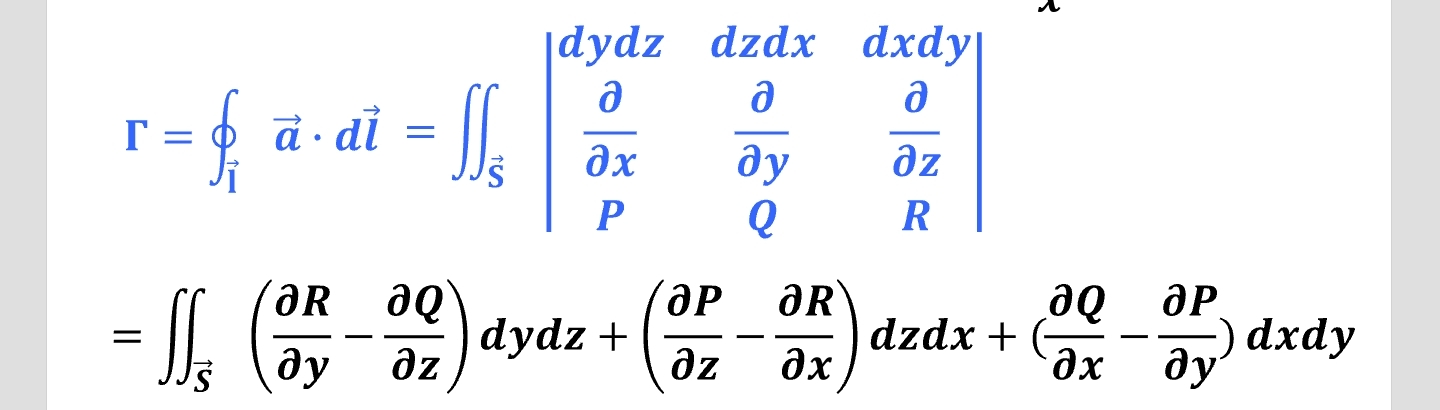 x
Γ = ∮_l⃗ a⃗ · dl⃗ = ∬_S⃗ | dydz dzdx dxdy |
| ∂/∂x ∂/∂y ∂/∂z |
| P Q R |
= ∬_S⃗ (∂R/∂y − ∂Q/∂z) dydz + (∂P/∂z − ∂R/∂x) dzdx + (∂Q/∂x − ∂P/∂y) dxdy